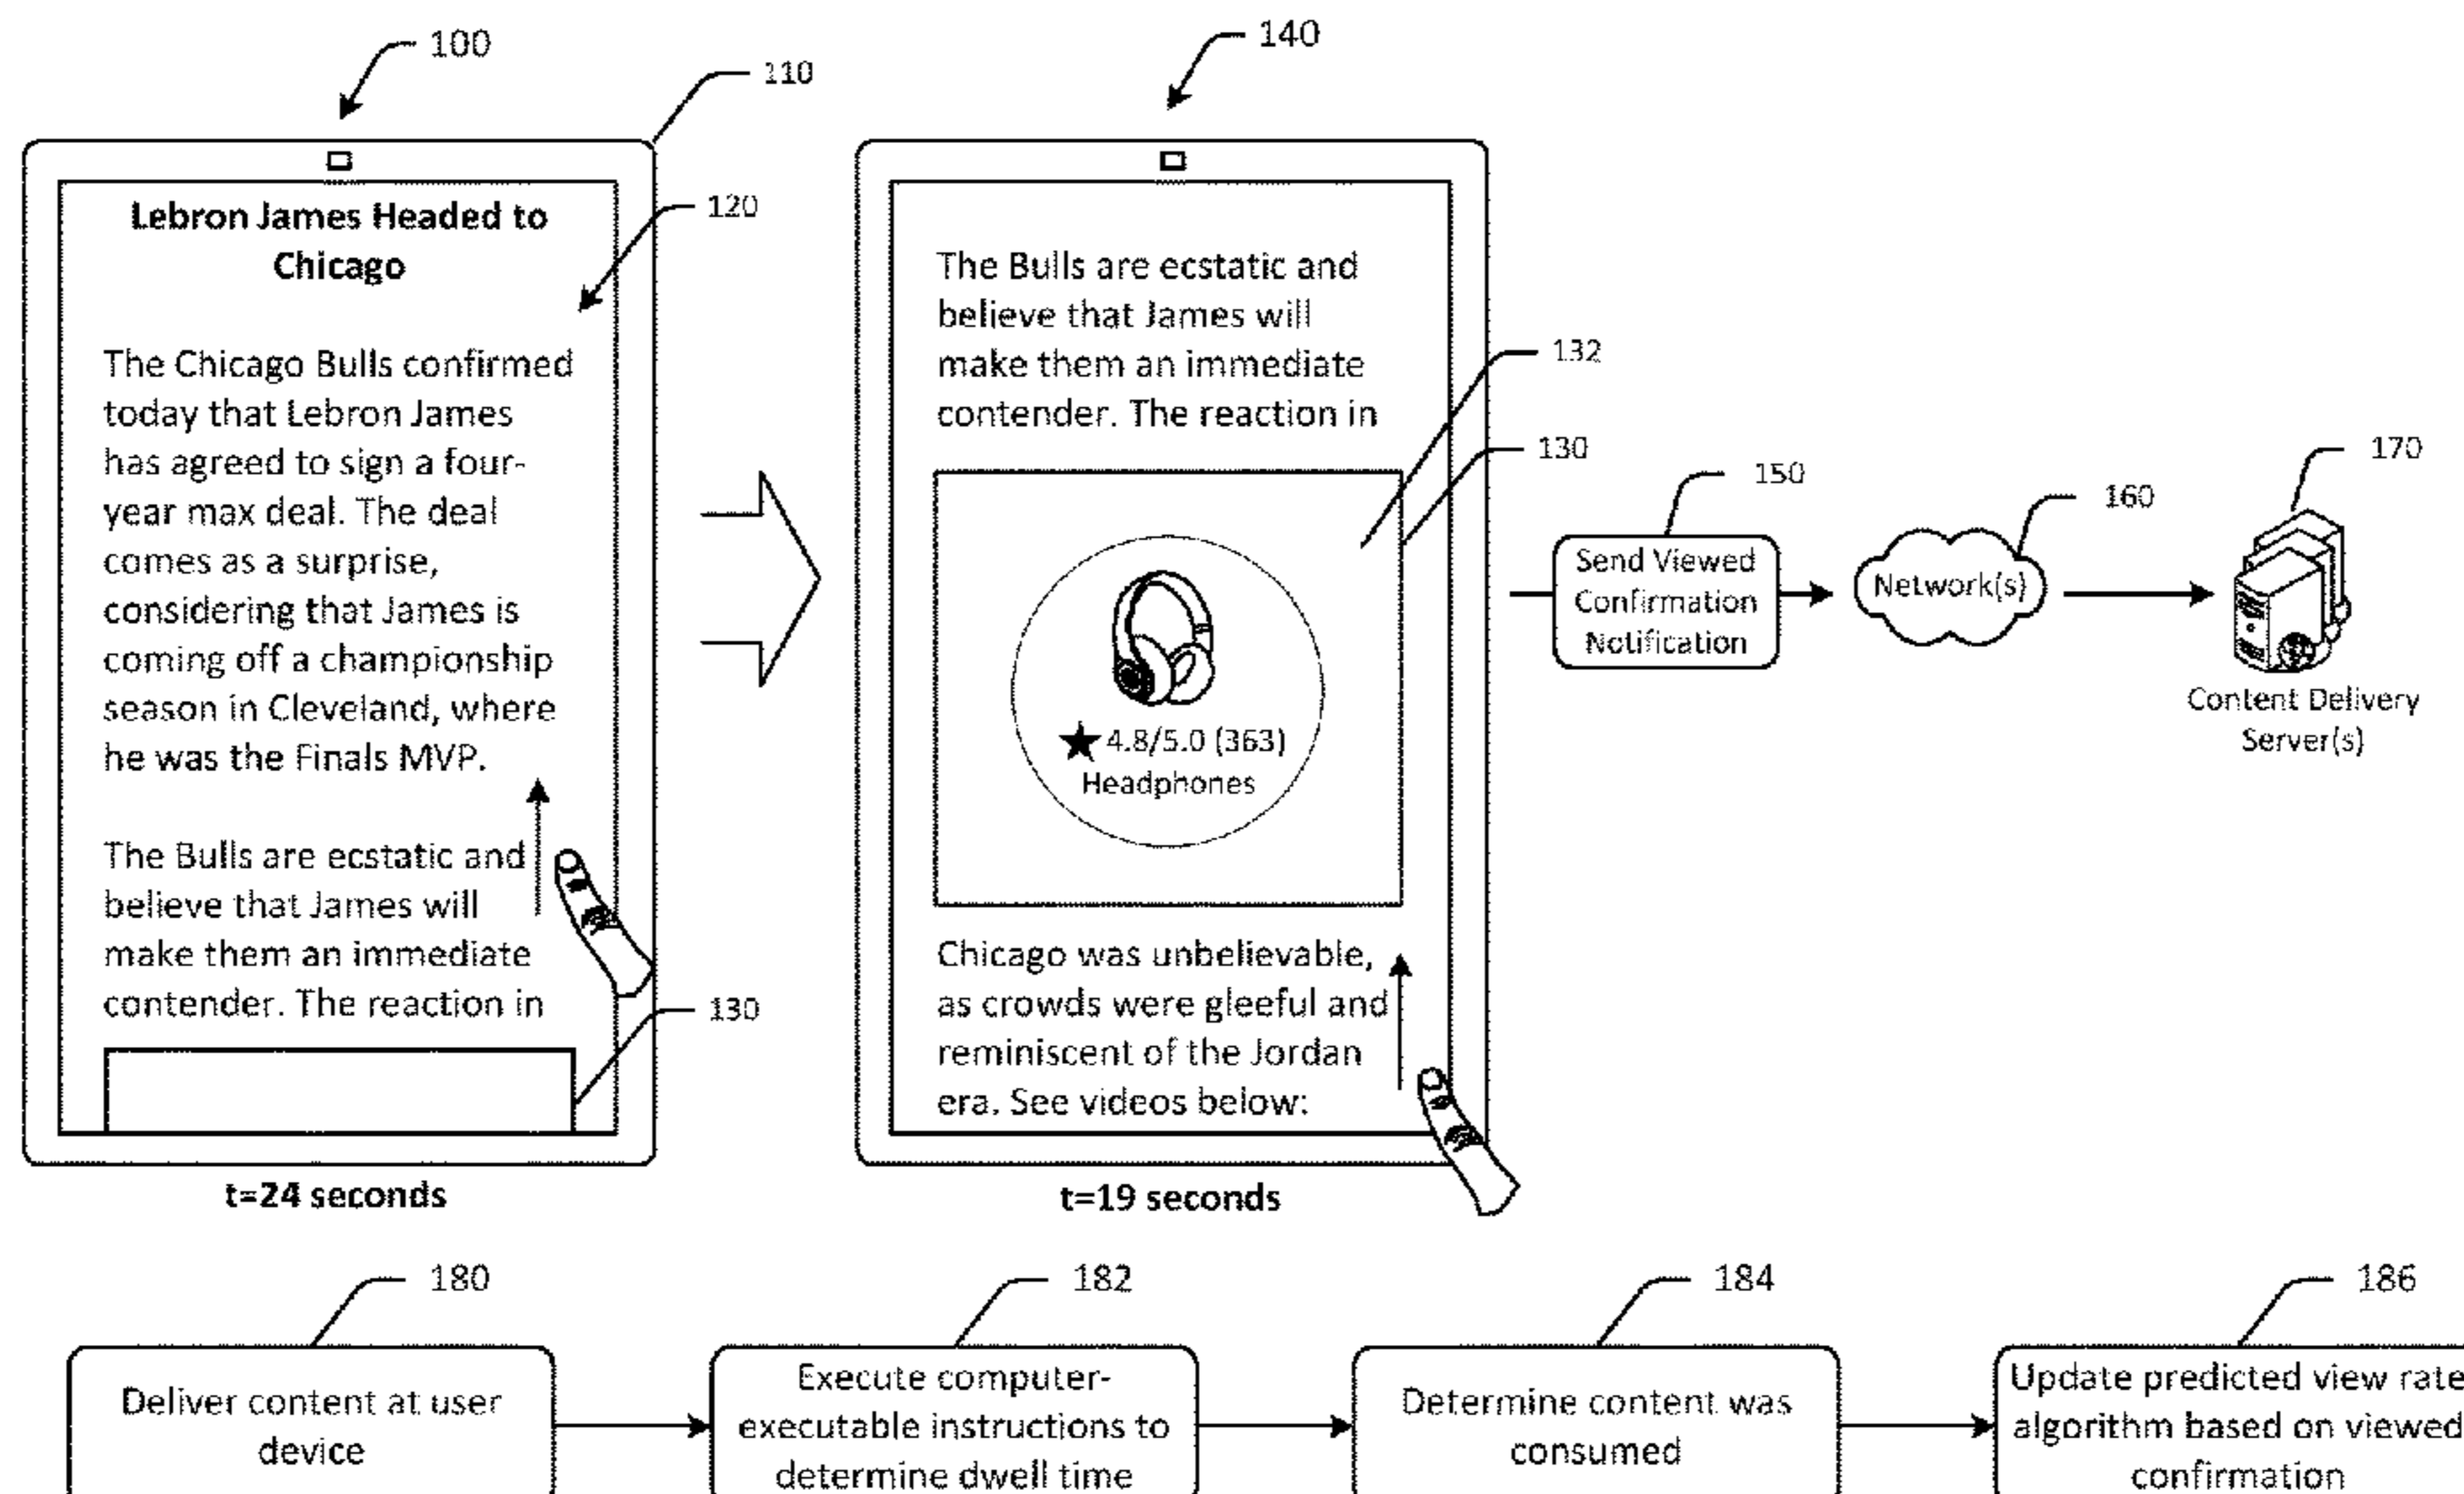 100
110
Lebron James Headed to
Chicago
120
The Chicago Bulls confirmed
today that Lebron James
has agreed to sign a four-
year max deal. The deal
comes as a surprise,
considering that James is
coming off a championship
season in Cleveland, where
he was the Finals MVP.
The Bulls are ecstatic and
believe that James will
make them an immediate
contender. The reaction in
130
t=24 seconds
140
The Bulls are ecstatic and
believe that James will
make them an immediate
contender. The reaction in
132
130
★ 4.8/5.0 (363)
Headphones
Chicago was unbelievable,
as crowds were gleeful and
reminiscent of the Jordan
era. See videos below:
t=19 seconds
150
Send Viewed
Confirmation
Notification
160
Network(s)
170
Content Delivery
Server(s)
180
Deliver content at user
device
182
Execute computer-
executable instructions to
determine dwell time
184
Determine content was
consumed
186
Update predicted view rate
algorithm based on viewed
confirmation